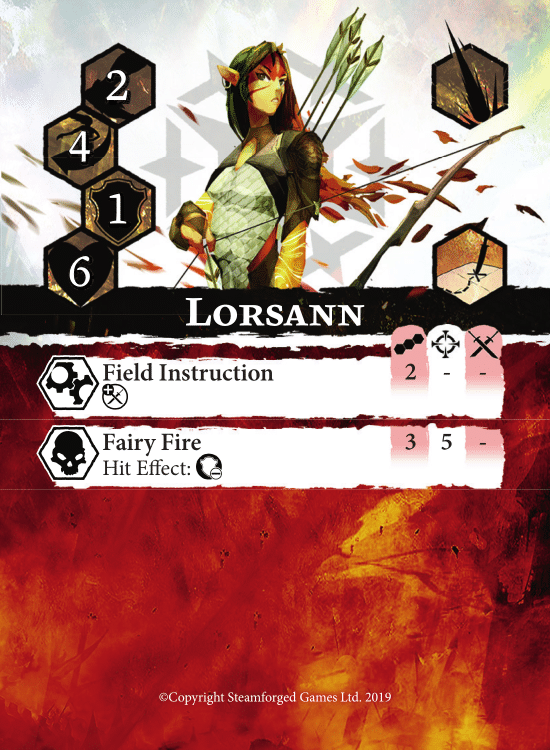 2
4
1
6
LORSANN
Field Instruction 2 - -
Fairy Fire 3 5 -
Hit Effect:
©Copyright Steamforged Games Ltd. 2019